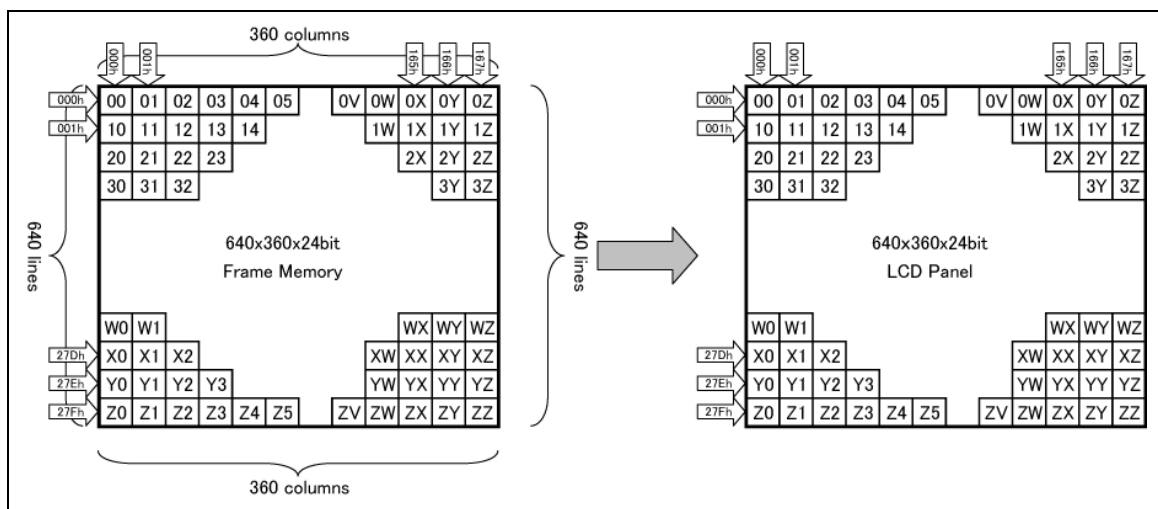 360 columns
000h 001h 165h 166h 167h 000h 001h 165h 166h 167h
000h 00 01 02 03 04 05 0V 0W 0X 0Y 0Z 000h 00 01 02 03 04 05 0V 0W 0X 0Y 0Z
001h 10 11 12 13 14 1W 1X 1Y 1Z 001h 10 11 12 13 14 1W 1X 1Y 1Z
20 21 22 23 2X 2Y 2Z 20 21 22 23 2X 2Y 2Z
30 31 32 3Y 3Z 30 31 32 3Y 3Z
640 lines 640x360x24bit 640 lines 640x360x24bit
Frame Memory LCD Panel
W0 W1 WX WY WZ W0 W1 WX WY WZ
27Dh X0 X1 X2 XW XX XY XZ 27Dh X0 X1 X2 XW XX XY XZ
27Eh Y0 Y1 Y2 Y3 YW YX YY YZ 27Eh Y0 Y1 Y2 Y3 YW YX YY YZ
27Fh Z0 Z1 Z2 Z3 Z4 Z5 ZV ZW ZX ZY ZZ 27Fh Z0 Z1 Z2 Z3 Z4 Z5 ZV ZW ZX ZY ZZ
360 columns